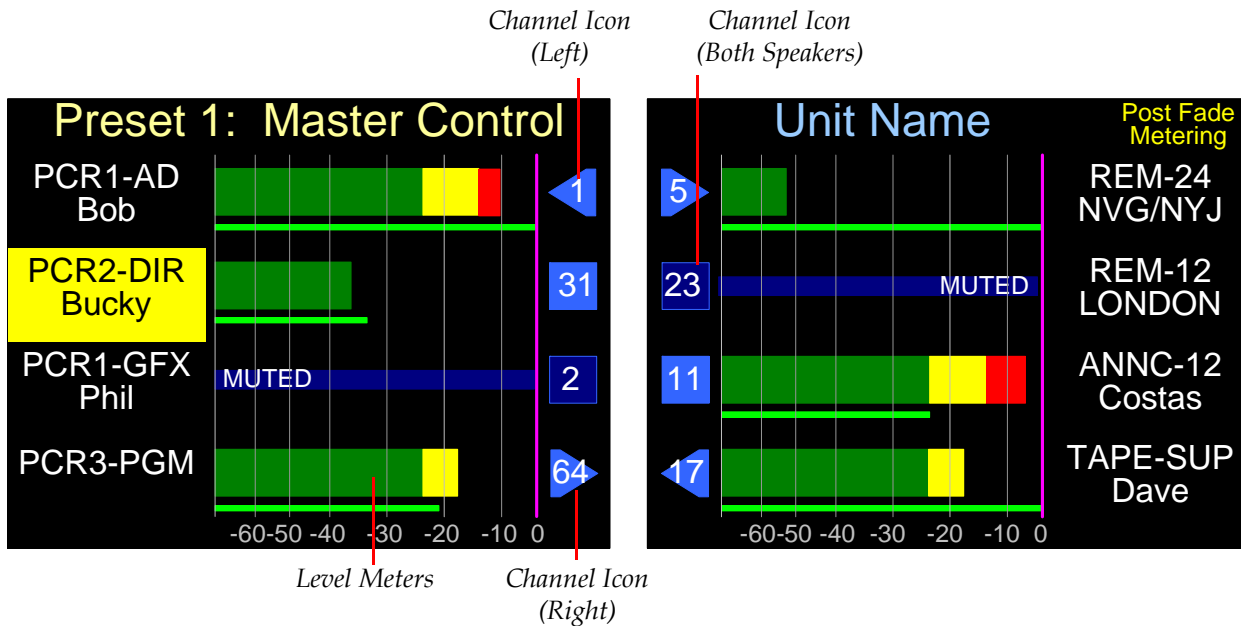 Channel Icon
(Left)
Channel Icon
(Both Speakers)
Preset 1: Master Control
PCR1-AD
Bob
1
PCR2-DIR
Bucky
31
PCR1-GFX
Phil
MUTED
2
PCR3-PGM
64
-60 -50 -40 -30 -20 -10 0
Unit Name
Post Fade
Metering
5
REM-24
NVG/NYJ
23
MUTED
REM-12
LONDON
11
ANNC-12
Costas
17
TAPE-SUP
Dave
-60 -50 -40 -30 -20 -10 0
Level Meters
Channel Icon
(Right)